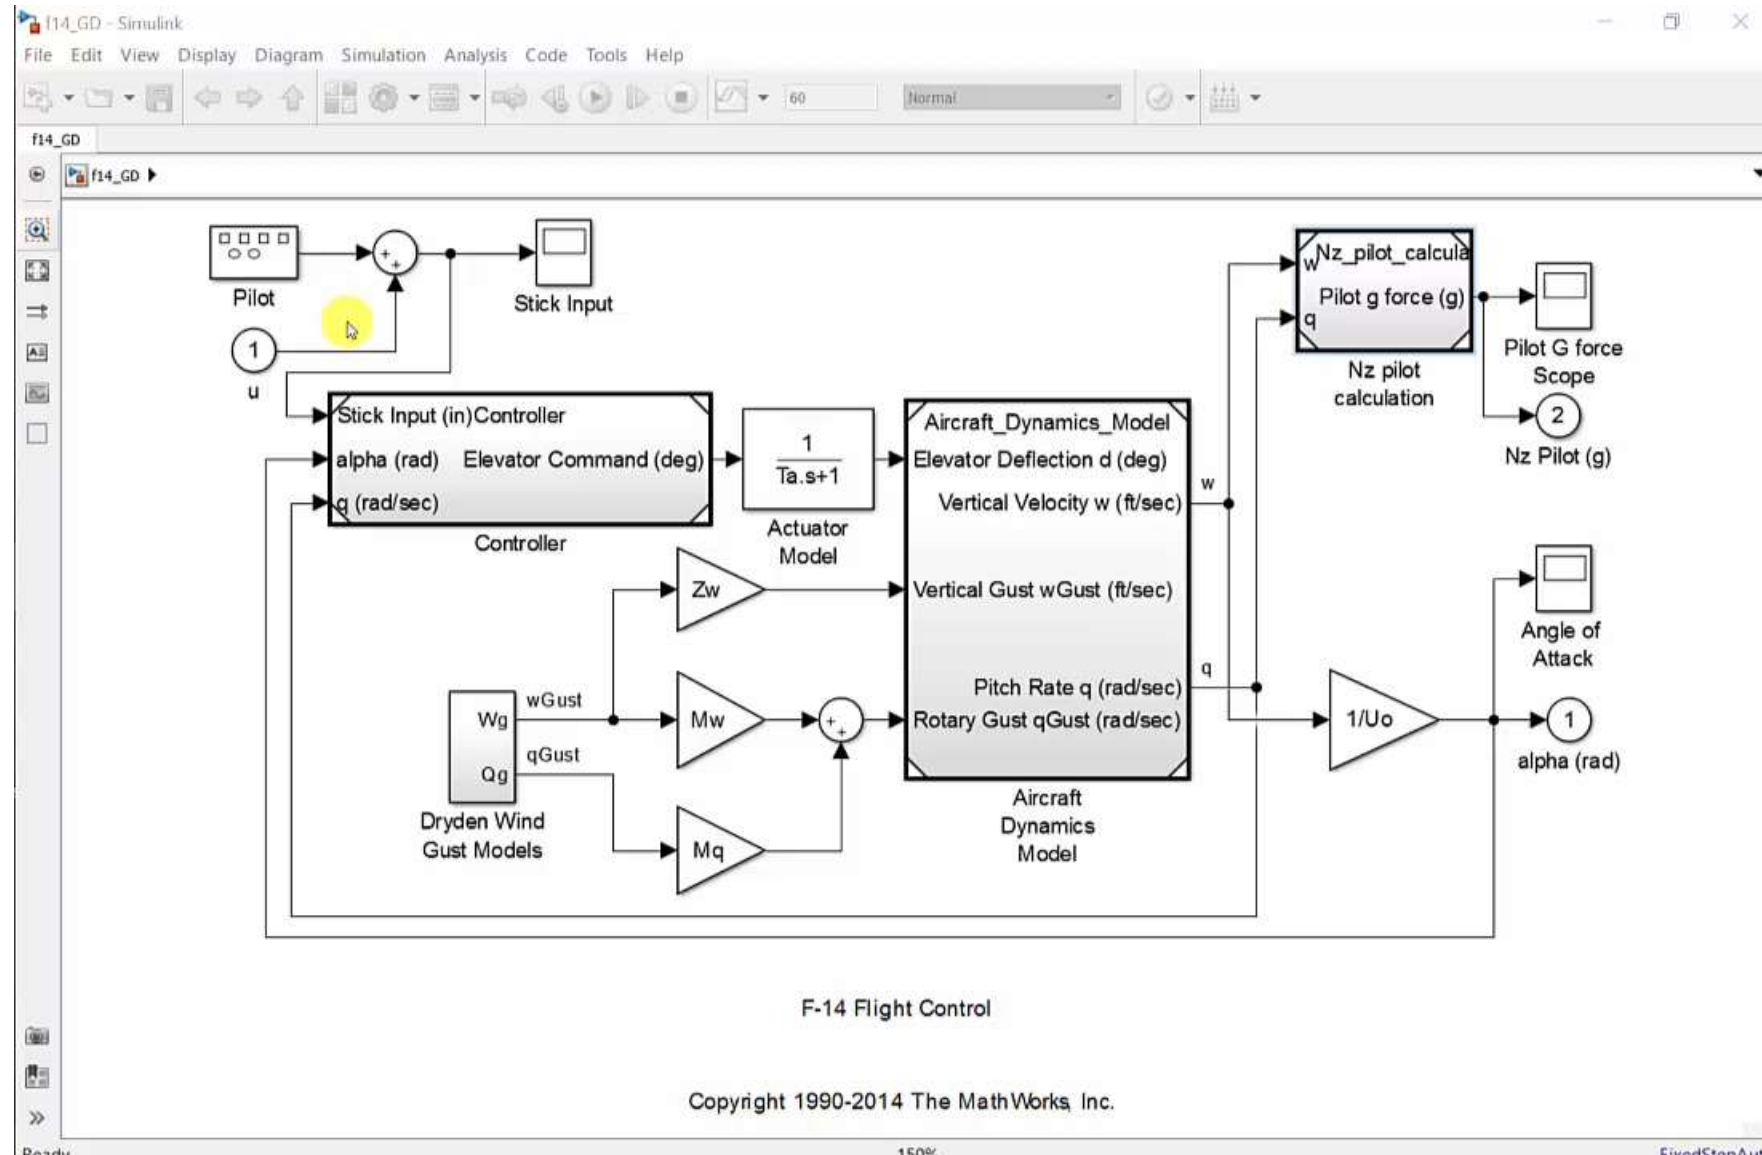 f14_GD - Simulink
File Edit View Display Diagram Simulation Analysis Code Tools Help
60
Normal
f14_GD
f14_GD
Pilot
+
+
Stick Input
1
u
Stick Input (in)Controller
alpha (rad) Elevator Command (deg)
q (rad/sec)
Controller
1
Ta.s+1
Actuator
Model
Aircraft_Dynamics_Model
Elevator Deflection d (deg)
Vertical Velocity w (ft/sec)
Vertical Gust wGust (ft/sec)
Pitch Rate q (rad/sec)
Rotary Gust qGust (rad/sec)
Aircraft
Dynamics
Model
w
q
Nz_pilot_calcula
w
Pilot g force (g)
q
Nz pilot
calculation
Pilot G force
Scope
2
Nz Pilot (g)
Angle of
Attack
1/Uo
1
alpha (rad)
Zw
Mw
Mq
+
+
Wg
wGust
Qg
qGust
Dryden Wind
Gust Models
F-14 Flight Control
Copyright 1990-2014 The MathWorks, Inc.
Ready
150%
FixedStepAut